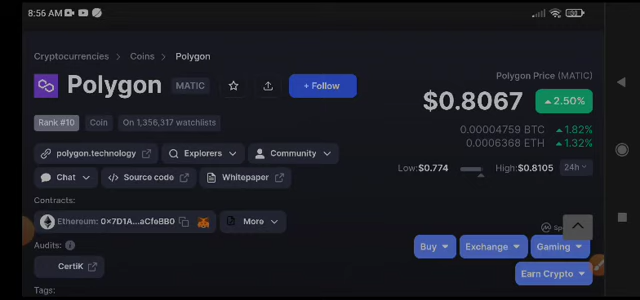 8:56 AM
Cryptocurrencies > Coins > Polygon
Polygon MATIC + Follow
Polygon Price (MATIC)
$0.8067 2.50%
Rank #10 Coin On 1,356,317 watchlists
0.00004759 BTC 1.82%
0.0006368 ETH 1.32%
polygon.technology Explorers Community
Low:$0.774 High:$0.8105 24h
Chat Source code Whitepaper
Contracts:
Ethereum: 0x7D1A...aCfeBB0 More
Audits:
Buy Exchange Gaming
CertiK
Earn Crypto
Tags: